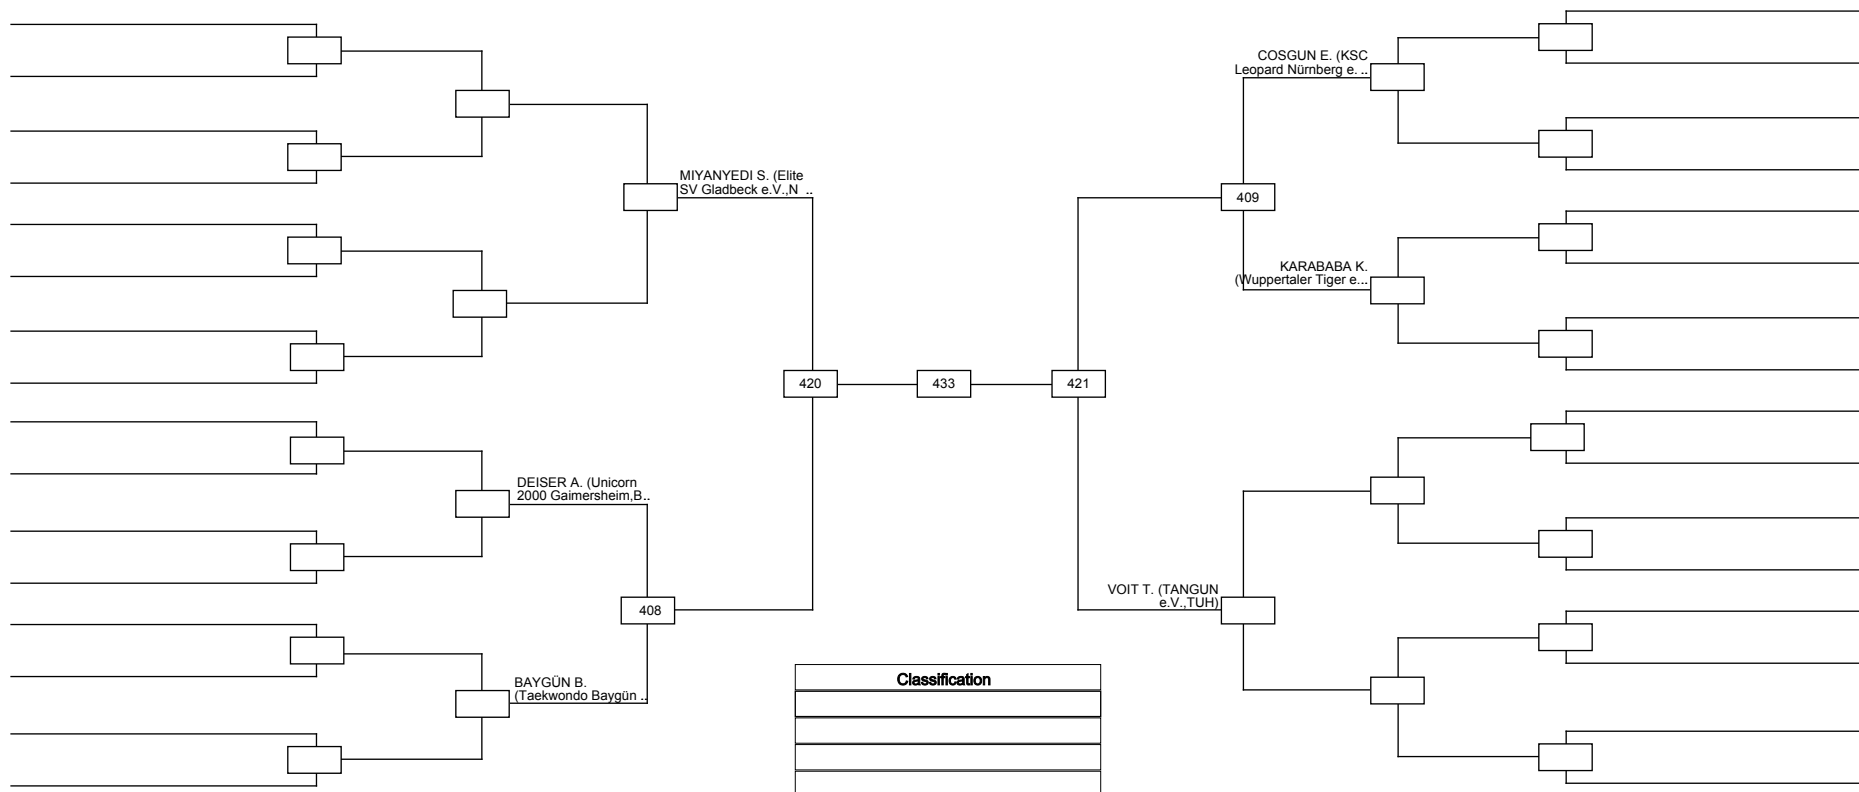 COSGUN E. (KSC
Leopard Nürnberg e. ..
MIYANYEDI S. (Elite
SV Gladbeck e.V.,N ..
409
KARABABA K.
(Wuppertaler Tiger e...
420
433
421
DEISER A. (Unicorn
2000 Gaimersheim,B..
VOIT T. (TANGUN
e.V.,TUH)
408
BAYGÜN B.
(Taekwondo Baygün ..
Classification